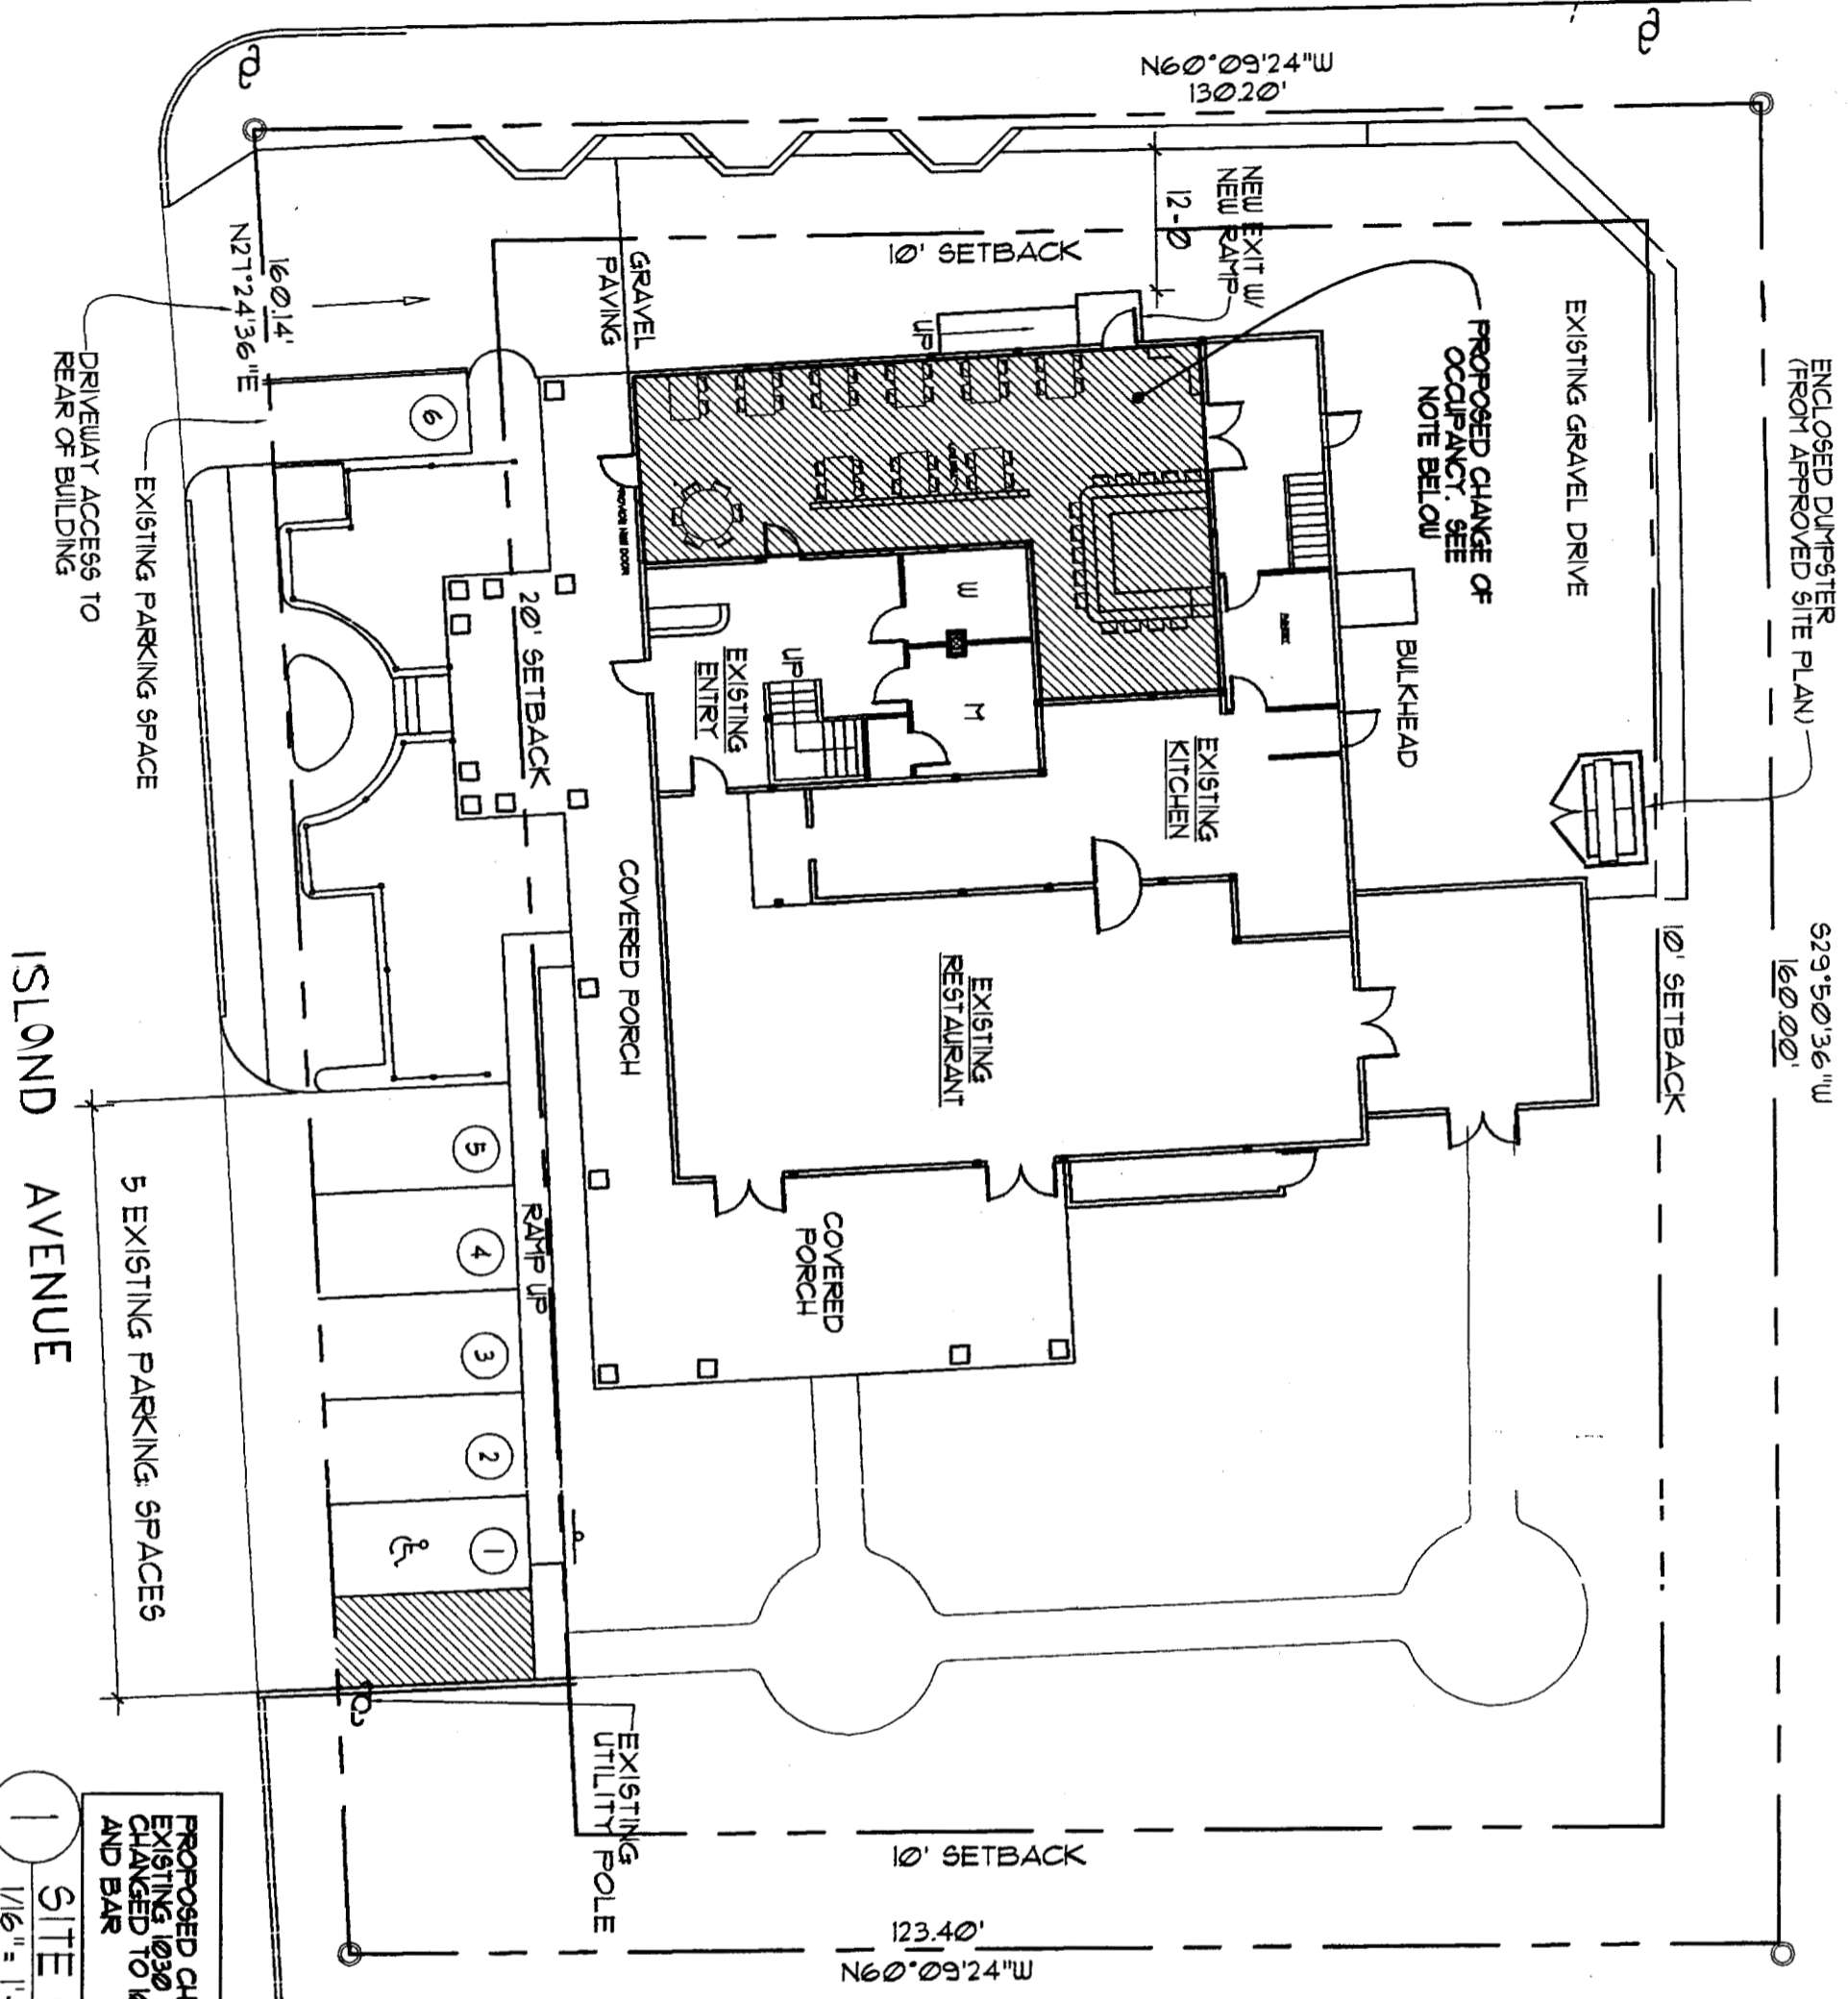 N60°09'24"W
130.20'
ENCLOSED DUMPSTER
(FROM APPROVED SITE PLAN)
S29°50'36"W
160.00'
10' SETBACK
NEW EXIT W/
NEW RAMP
12-0
10' SETBACK
EXISTING GRAVEL DRIVE
PROPOSED CHANGE OF
OCCUPANCY. SEE
NOTE BELOW
BULKHEAD
GRAVEL
PAVING
UP
160.14'
N27°24'36"E
DRIVEWAY ACCESS TO
REAR OF BUILDING
EXISTING PARKING SPACE
6
W
M
UP
EXISTING
ENTRY
EXISTING
KITCHEN
20' SETBACK
COVERED PORCH
EXISTING
RESTAURANT
COVERED
PORCH
RAMP UP
5
4
3
2
1
5 EXISTING PARKING SPACES
ISLAND AVENUE
EXISTING
UTILITY POLE
10' SETBACK
123.40'
N60°09'24"W
PROPOSED CH
EXISTING 1030
CHANGED TO
AND BAR
1
SITE
1/16" = 1'-